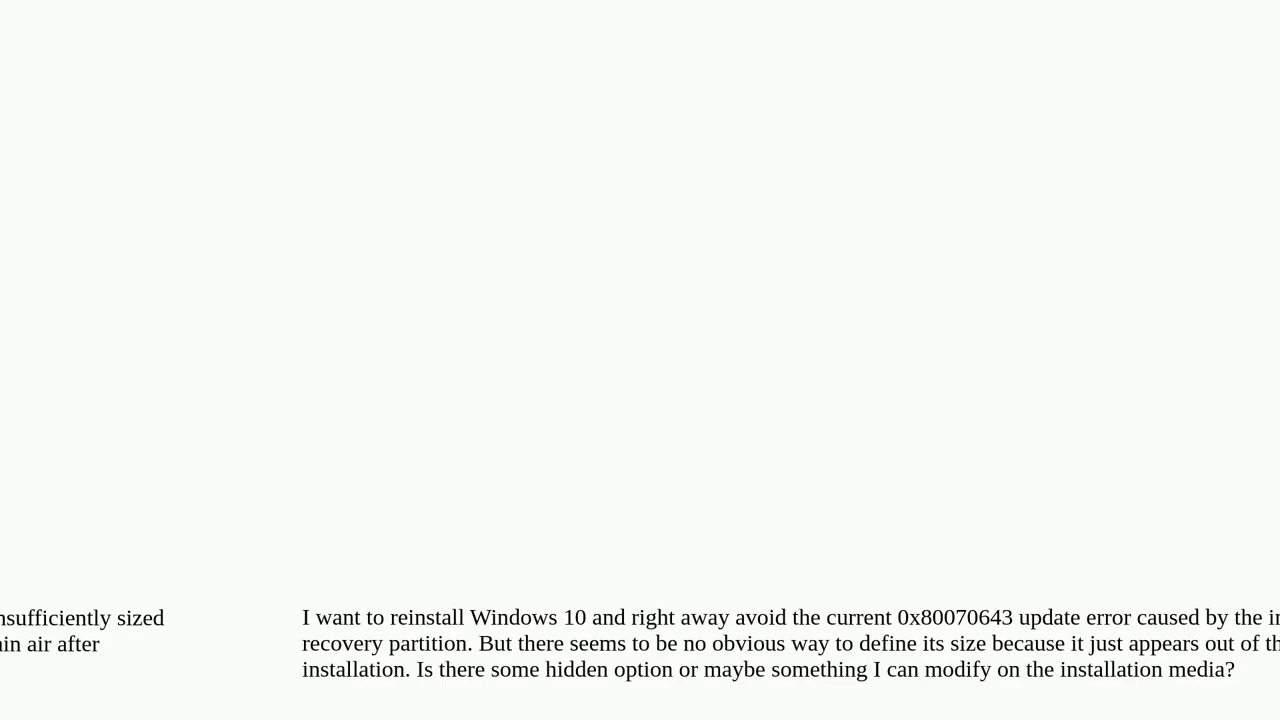 nsufficiently sized
in air after
I want to reinstall Windows 10 and right away avoid the current 0x80070643 update error caused by the
recovery partition. But there seems to be no obvious way to define its size because it just appears out of
installation. Is there some hidden option or maybe something I can modify on the installation media?